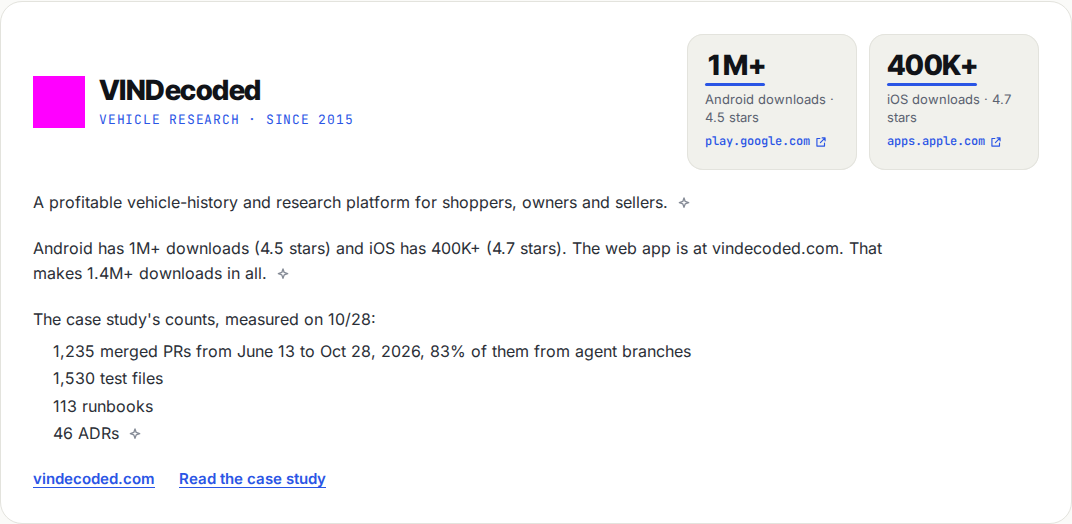 VINDecoded
VEHICLE RESEARCH · SINCE 2015
1M+
Android downloads ·
4.5 stars
play.google.com
400K+
iOS downloads · 4.7
stars
apps.apple.com
A profitable vehicle-history and research platform for shoppers, owners and sellers.
Android has 1M+ downloads (4.5 stars) and iOS has 400K+ (4.7 stars). The web app is at vindecoded.com. That
makes 1.4M+ downloads in all.
The case study's counts, measured on 10/28:
1,235 merged PRs from June 13 to Oct 28, 2026, 83% of them from agent branches
1,530 test files
113 runbooks
46 ADRs
vindecoded.com
Read the case study